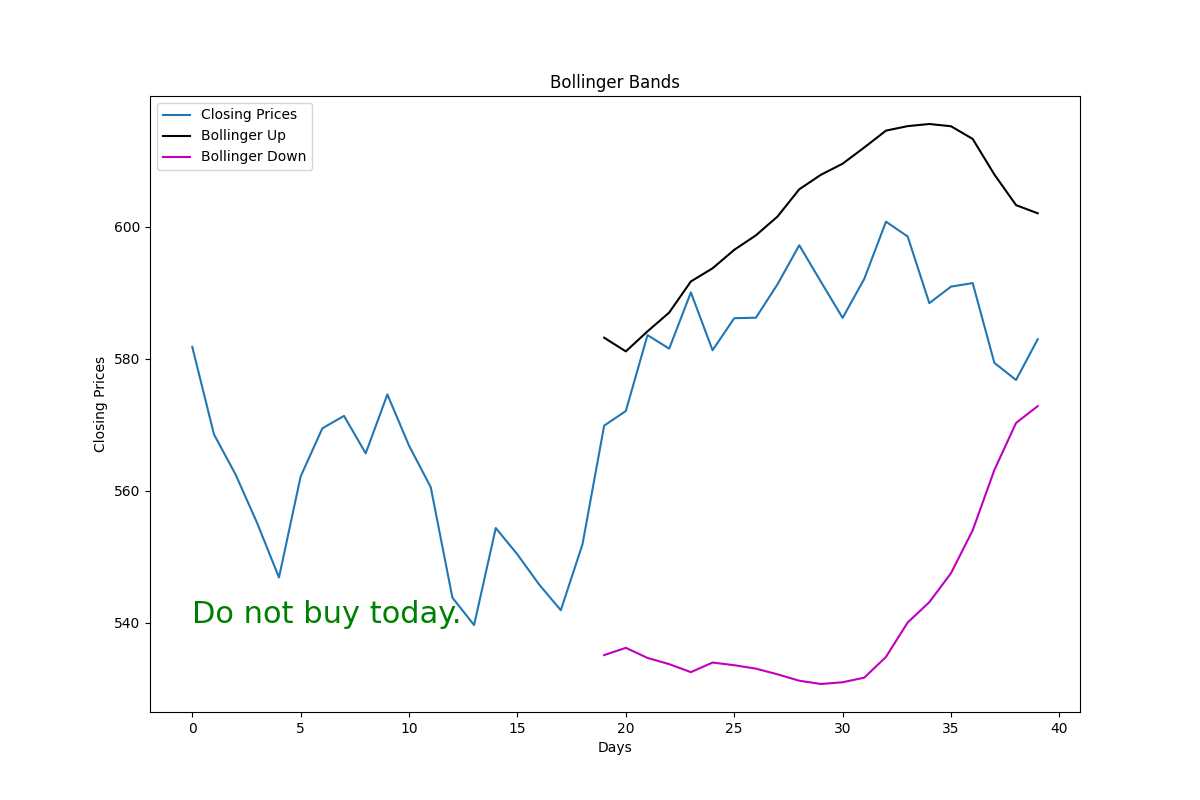 Bollinger Bands
Closing Prices
Bollinger Up
Bollinger Down
600
580
560
540
Closing Prices
Do not buy today.
0 5 10 15 20 25 30 35 40
Days